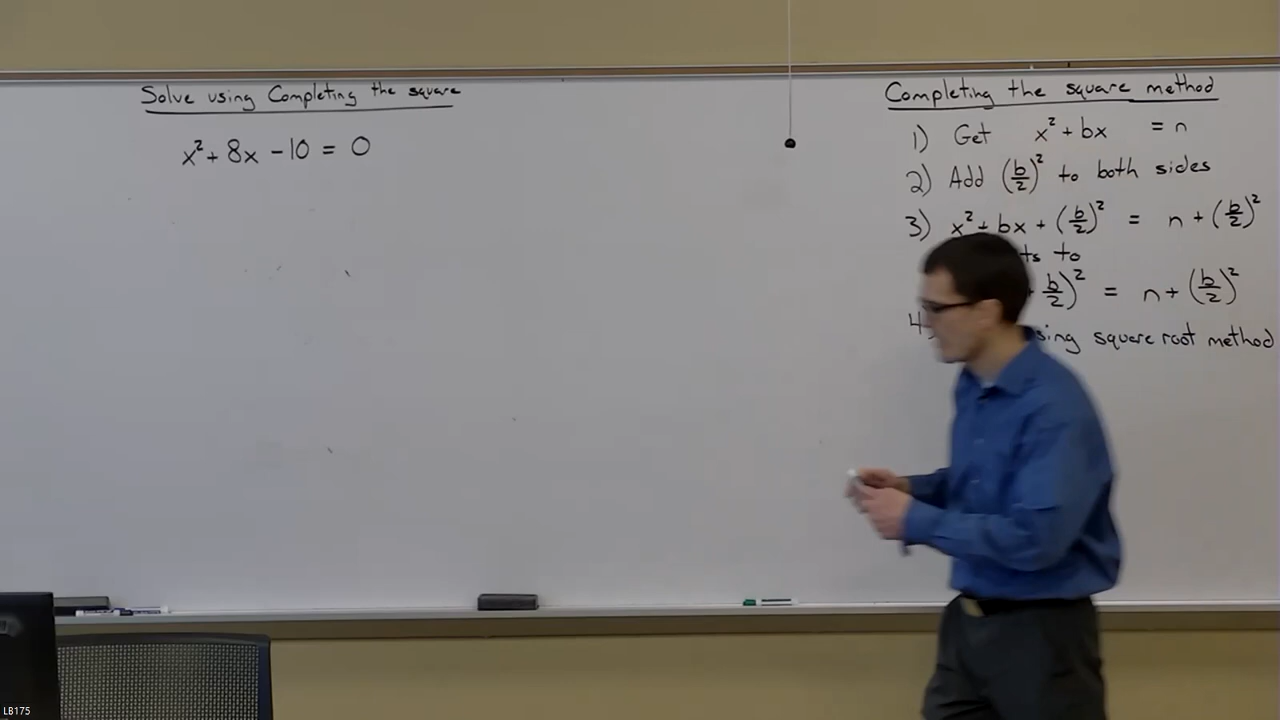 Solve using Completing the square
x² + 8x - 10 = 0
Completing the square method
1) Get x² + bx = n
2) Add (b/2)² to both sides
3) x² + bx + (b/2)² = n + (b/2)²
to
b/2)² = n + (b/2)²
4) square root method
LB175